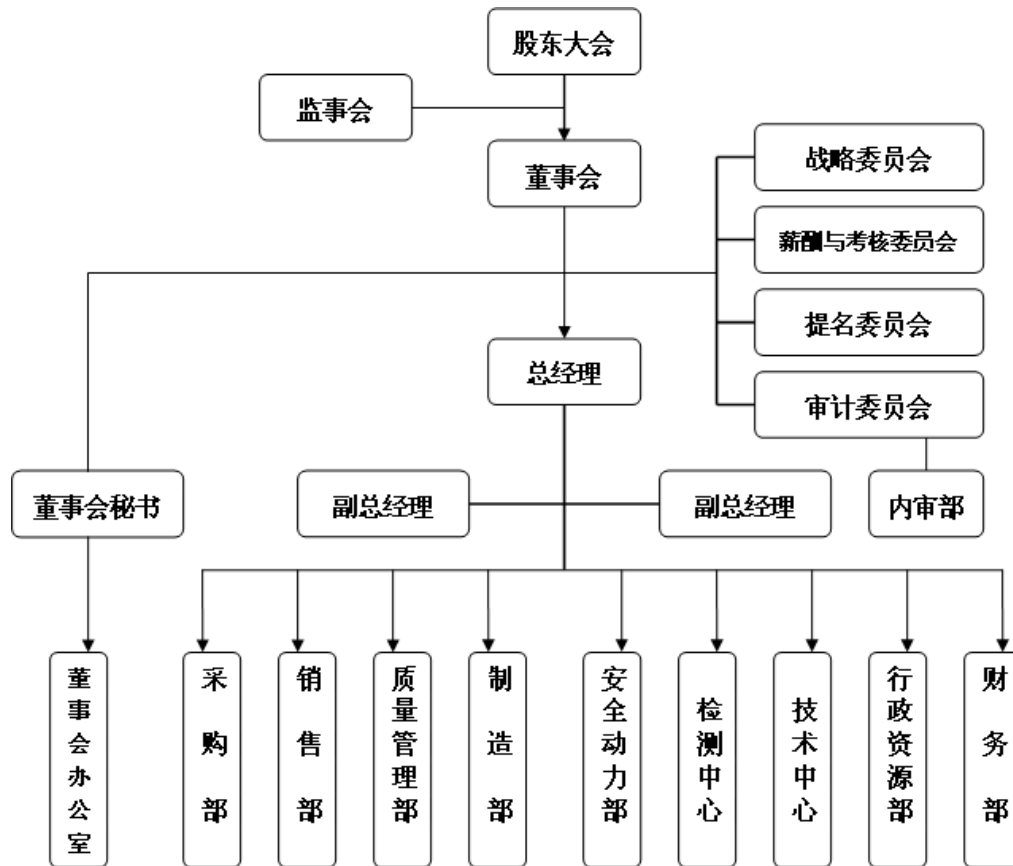 股东大会
监事会
董事会
战略委员会
薪酬与考核委员会
提名委员会
总经理
审计委员会
董事会秘书
副总经理
副总经理
内审部
董事会办公室
采购部
销售部
质量管理部
制造部
安全动力部
检测中心
技术中心
行政资源部
财务部